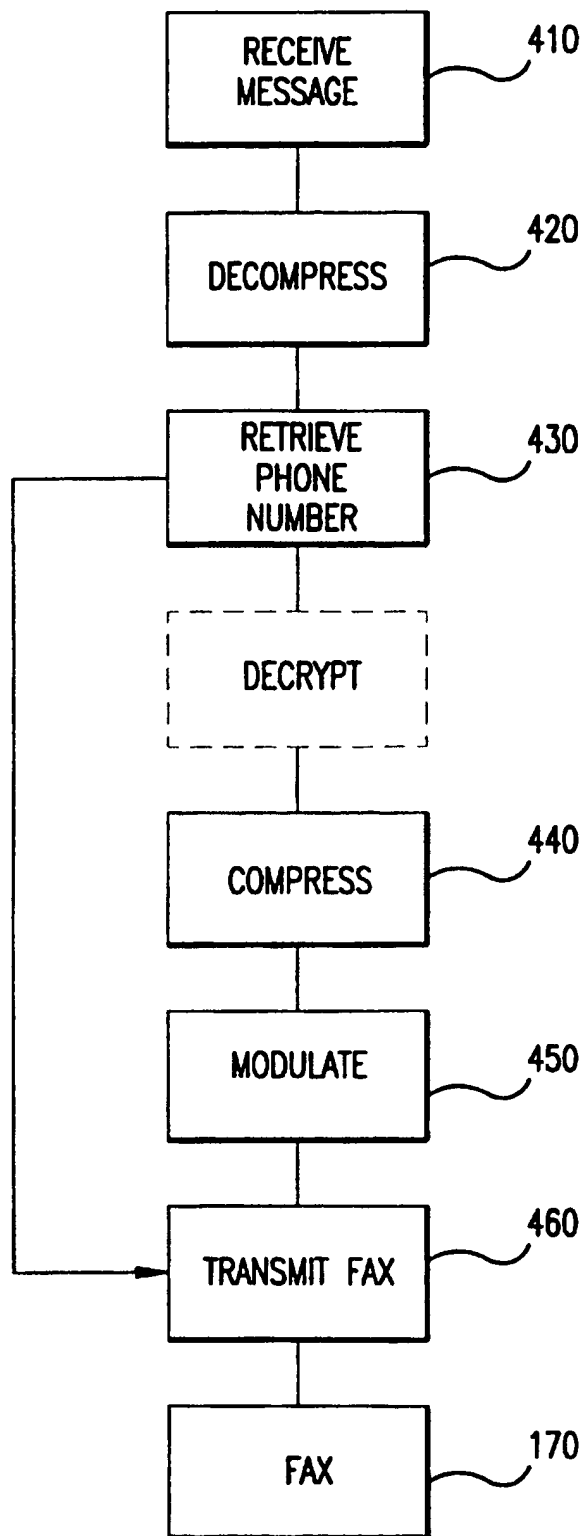 RECEIVE
MESSAGE
410
DECOMPRESS
420
RETRIEVE
PHONE
NUMBER
430
DECRYPT
COMPRESS
440
MODULATE
450
TRANSMIT FAX
460
FAX
170